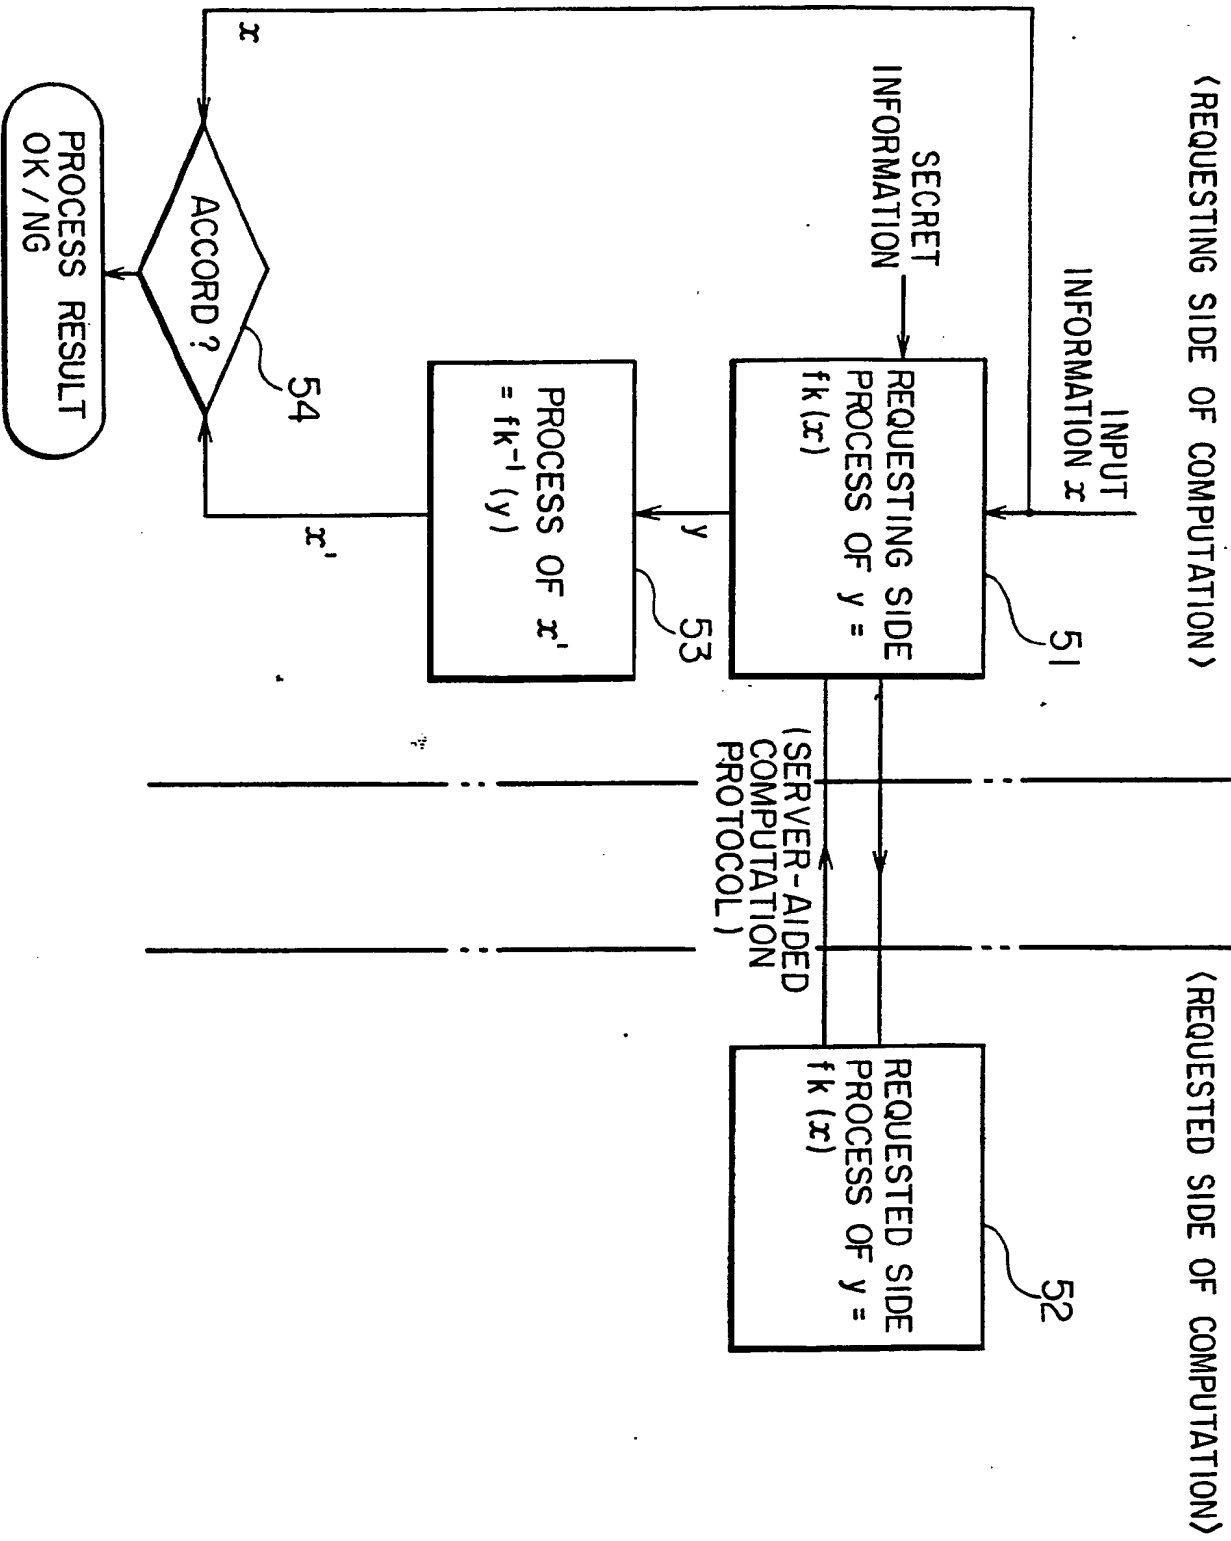 〈REQUESTING SIDE OF COMPUTATION〉
〈REQUESTED SIDE OF COMPUTATION〉
INPUT
INFORMATION x
SECRET
INFORMATION
51
REQUESTING SIDE
PROCESS OF y =
fk(x)
52
REQUESTED SIDE
PROCESS OF y =
fk(x)
(SERVER-AIDED
COMPUTATION
PROTOCOL)
y
53
PROCESS OF x'
= fk⁻¹ (y)
x
x'
54
ACCORD ?
PROCESS RESULT
OK/NG